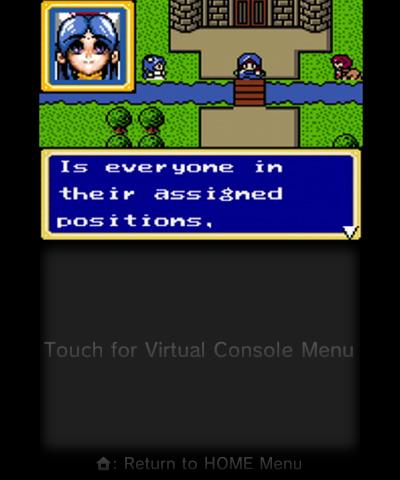 Is everyone in
their assigned
positions,
Touch for Virtual Console Menu
: Return to HOME Menu